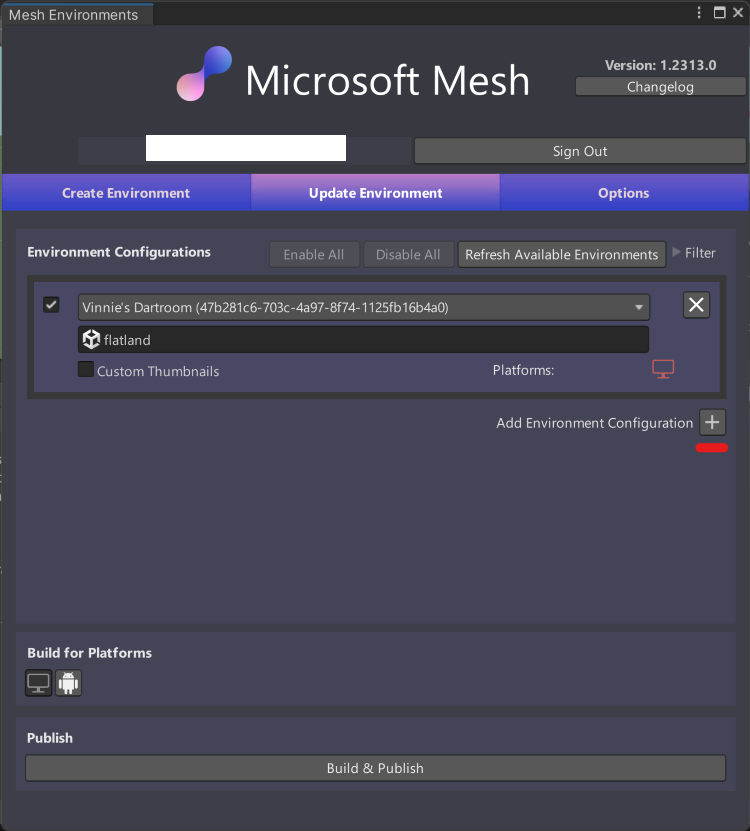 Mesh Environments
Microsoft Mesh
Version: 1.2313.0
Changelog
Sign Out
Create Environment
Update Environment
Options
Environment Configurations
Enable All
Disable All
Refresh Available Environments
Filter
Vinnie's Dartroom (47b281c6-703c-4a97-8f74-1125fb16b4a0)
flatland
Custom Thumbnails
Platforms:
Add Environment Configuration
Build for Platforms
Publish
Build & Publish